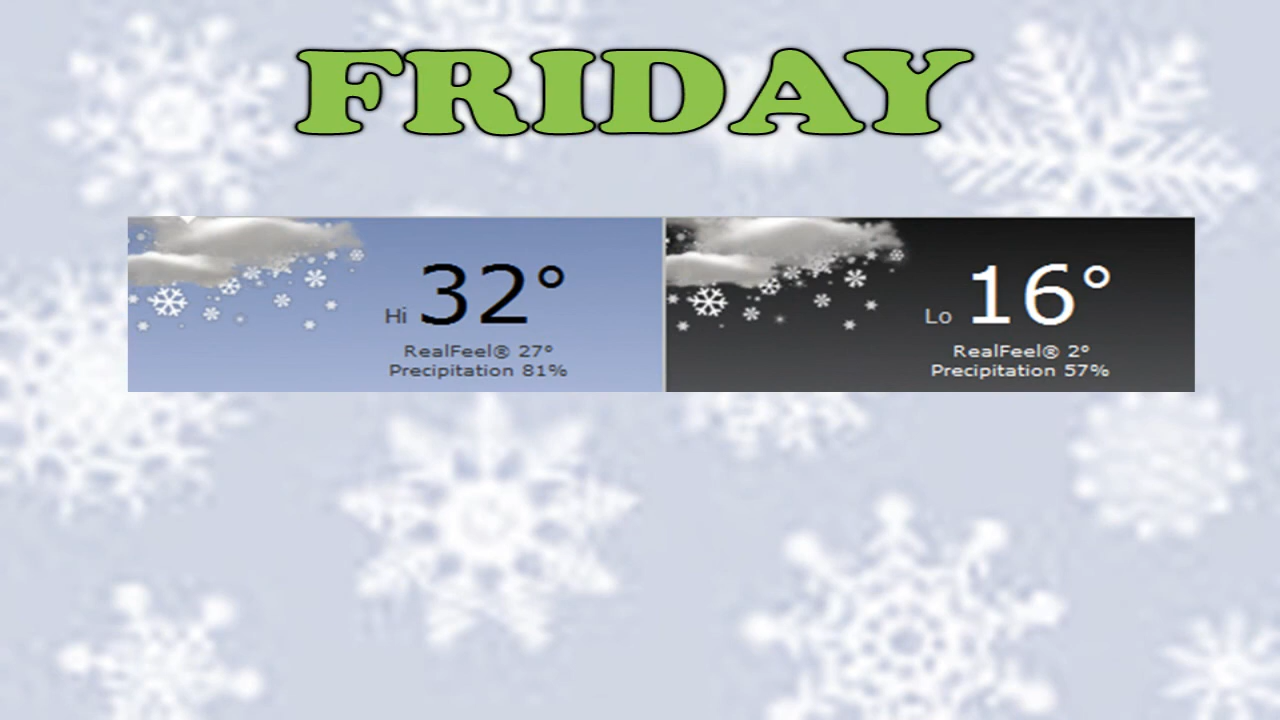 FRIDAY
Hi 32°
RealFeel® 27°
Precipitation 81%
Lo 16°
RealFeel® 2°
Precipitation 57%